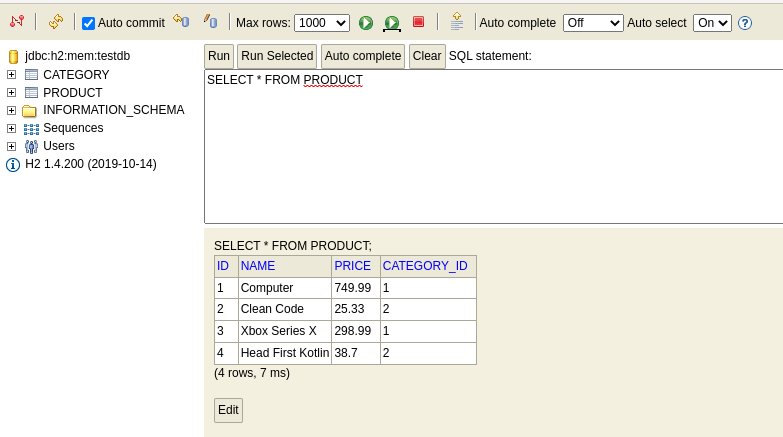 Auto commit Max rows: 1000 Auto complete Off Auto select On ?
jdbc:h2:mem:testdb
CATEGORY
PRODUCT
INFORMATION_SCHEMA
Sequences
Users
H2 1.4.200 (2019-10-14)
Run Run Selected Auto complete Clear SQL statement:
SELECT * FROM PRODUCT
SELECT * FROM PRODUCT;
ID NAME PRICE CATEGORY_ID
1 Computer 749.99 1
2 Clean Code 25.33 2
3 Xbox Series X 298.99 1
4 Head First Kotlin 38.7 2
(4 rows, 7 ms)
Edit